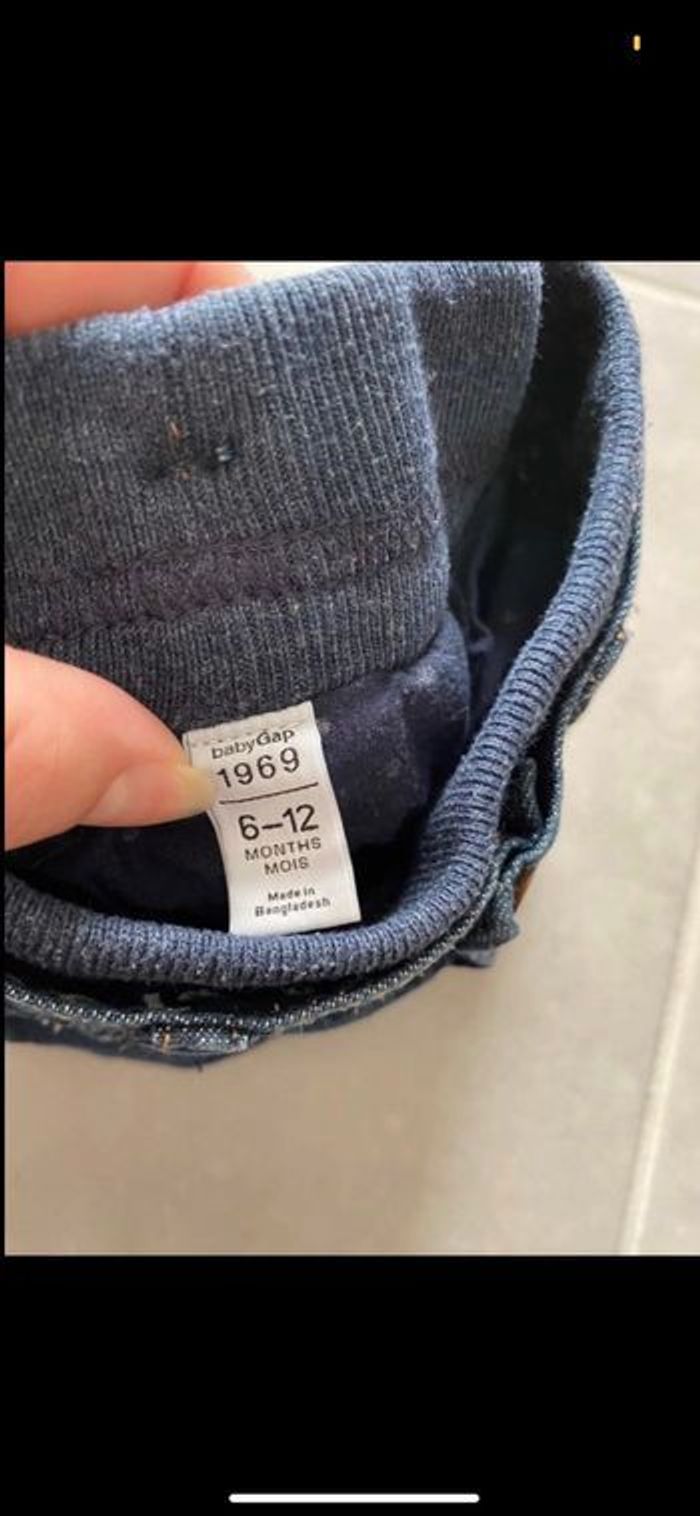 babyGap
1969
6–12
MONTHS
MOIS
Made in
Bangladesh